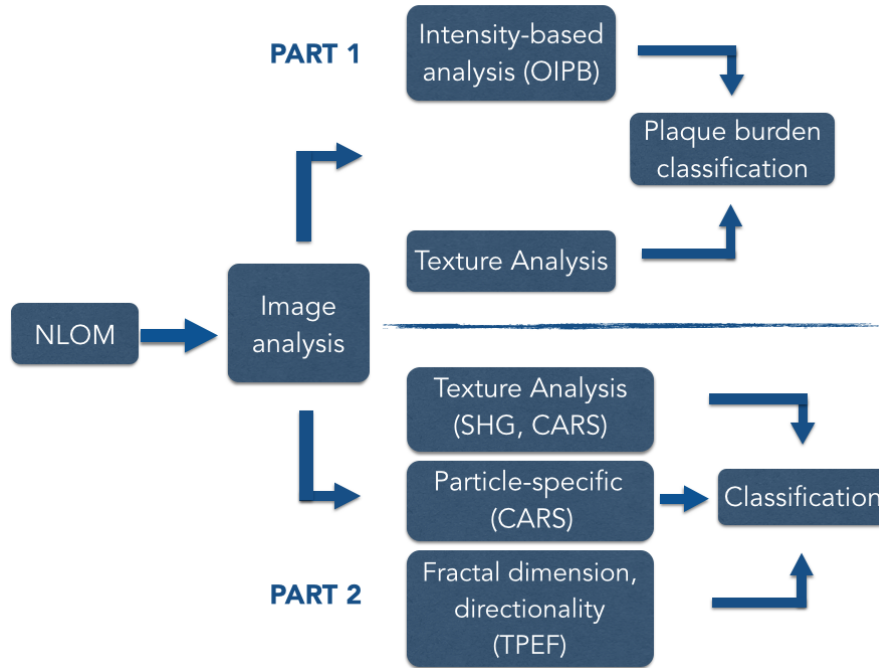 PART 1
Intensity-based
analysis (OIPB)
Plaque burden
classification
Texture Analysis
NLOM
Image
analysis
Texture Analysis
(SHG, CARS)
Particle-specific
(CARS)
Classification
PART 2
Fractal dimension,
directionality
(TPEF)